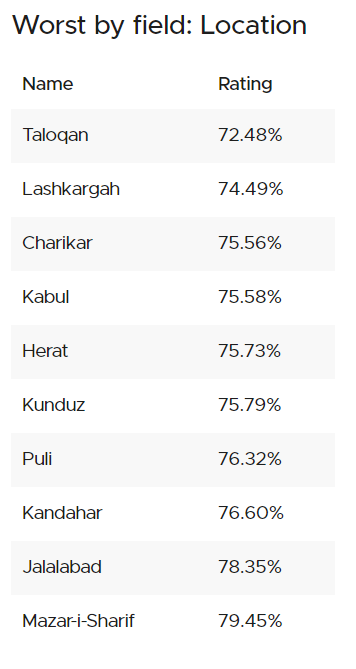 Worst by field: Location
Name Rating
Taloqan 72.48%
Lashkargah 74.49%
Charikar 75.56%
Kabul 75.58%
Herat 75.73%
Kunduz 75.79%
Puli 76.32%
Kandahar 76.60%
Jalalabad 78.35%
Mazar-i-Sharif 79.45%